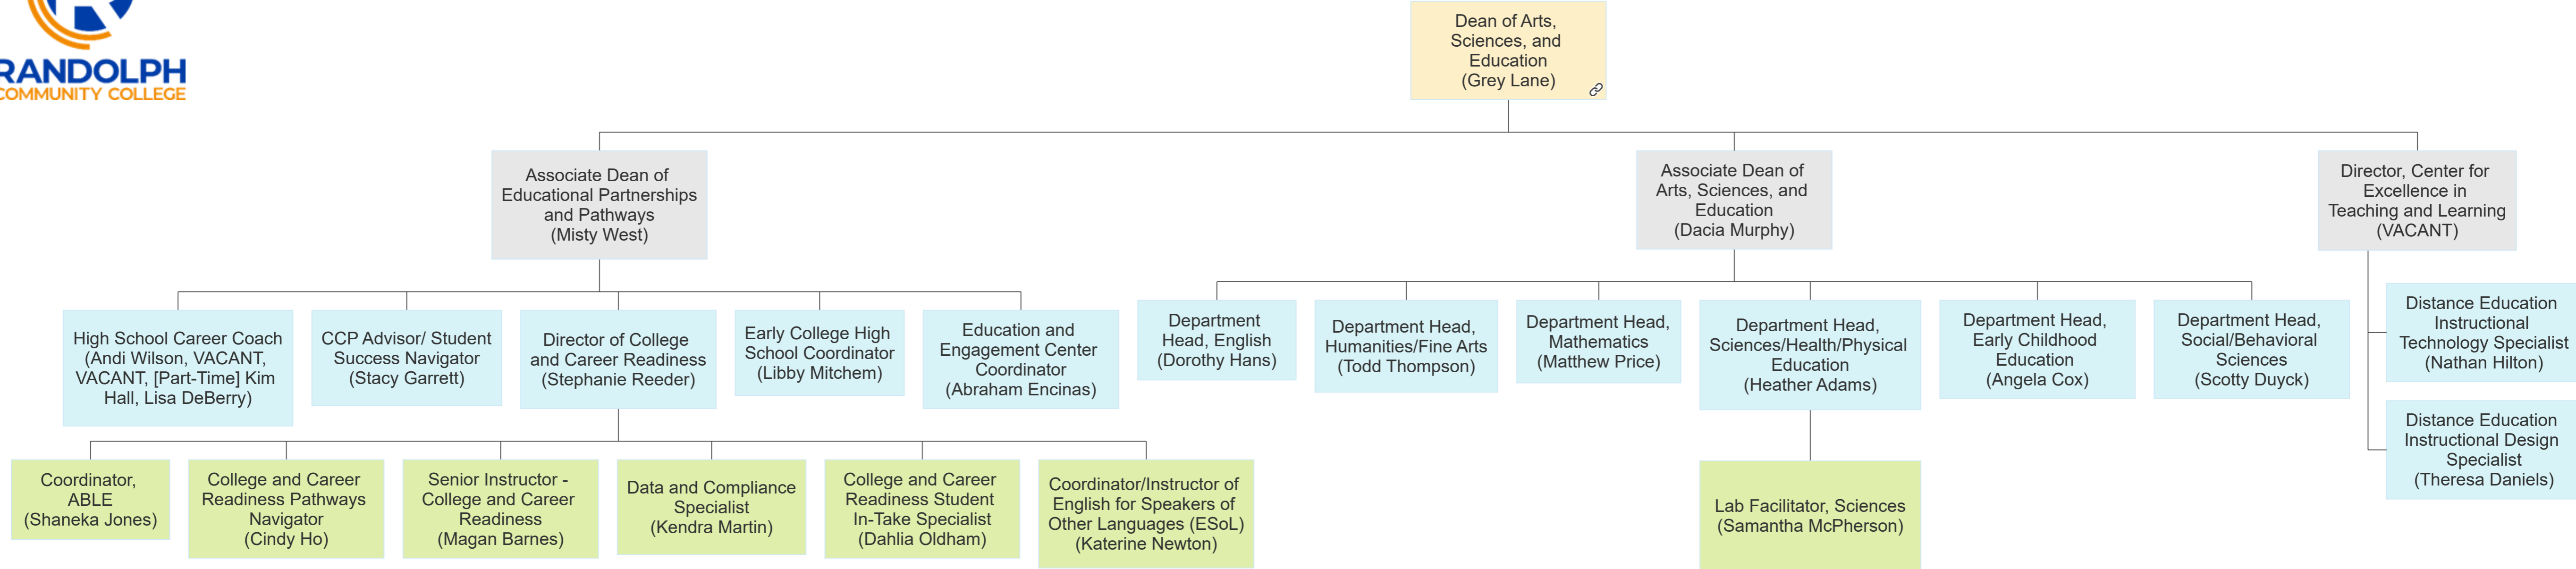 RANDOLPH
COMMUNITY COLLEGE
Dean of Arts,
Sciences, and
Education
(Grey Lane)
Associate Dean of
Educational Partnerships
and Pathways
(Misty West)
Associate Dean of
Arts, Sciences, and
Education
(Dacia Murphy)
Director, Center for
Excellence in
Teaching and Learning
(VACANT)
High School Career Coach
(Andi Wilson, VACANT,
VACANT, [Part-Time] Kim
Hall, Lisa DeBerry)
CCP Advisor/ Student
Success Navigator
(Stacy Garrett)
Director of College
and Career Readiness
(Stephanie Reeder)
Early College High
School Coordinator
(Libby Mitchem)
Education and
Engagement Center
Coordinator
(Abraham Encinas)
Department
Head, English
(Dorothy Hans)
Department Head,
Humanities/Fine Arts
(Todd Thompson)
Department Head,
Mathematics
(Matthew Price)
Department Head,
Sciences/Health/Physical
Education
(Heather Adams)
Department Head,
Early Childhood
Education
(Angela Cox)
Department Head,
Social/Behavioral
Sciences
(Scotty Duyck)
Distance Education
Instructional
Technology Specialist
(Nathan Hilton)
Distance Education
Instructional Design
Specialist
(Theresa Daniels)
Coordinator,
ABLE
(Shaneka Jones)
College and Career
Readiness Pathways
Navigator
(Cindy Ho)
Senior Instructor -
College and Career
Readiness
(Magan Barnes)
Data and Compliance
Specialist
(Kendra Martin)
College and Career
Readiness Student
In-Take Specialist
(Dahlia Oldham)
Coordinator/Instructor of
English for Speakers of
Other Languages (ESoL)
(Katerine Newton)
Lab Facilitator, Sciences
(Samantha McPherson)